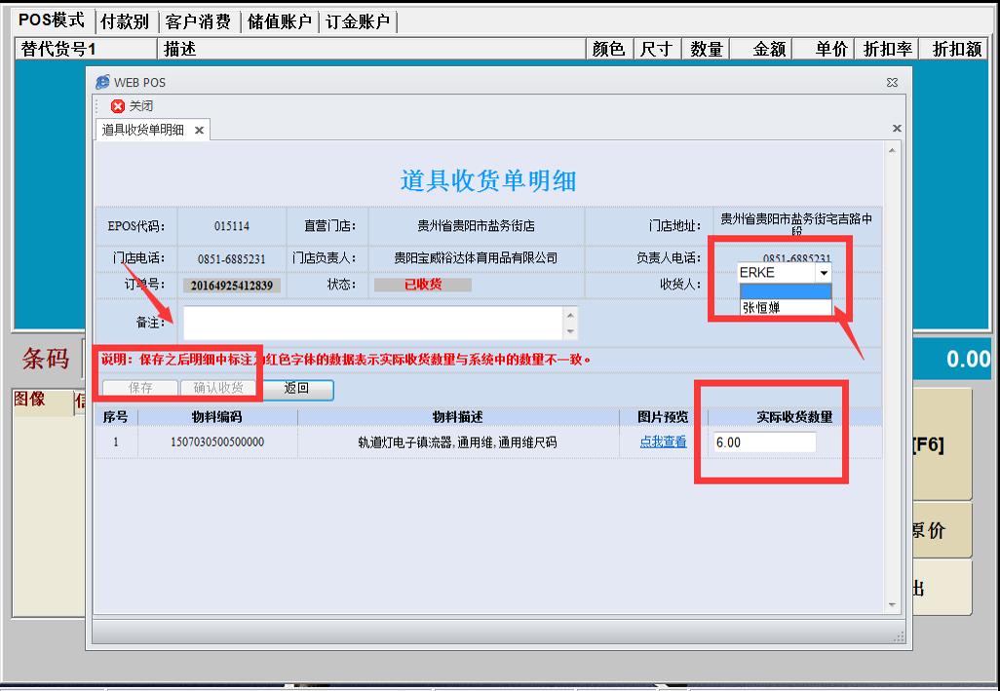 POS模式 付款别 客户消费 储值账户 订金账户
替代货号1 描述 颜色 尺寸 数量 金额 单价 折扣率 折扣额
WEB POS
关闭
道具收货单明细
道具收货单明细
EPOS代码: 015114 直营门店: 贵州省贵阳市盐务街店 门店地址: 贵州省贵阳市盐务街宅吉路中
段
门店电话: 0851-6885231 门店负责人: 贵阳宝威裕达体育用品有限公司 负责人电话: 0851-6885231
订单号: 20164925412839 状态: 已收货 收货人: ERKE
张恒婵
备注:
条码 0.00
说明: 保存之后明细中标注为红色字体的数据表示实际收货数量与系统中的数量不一致。
保存 确认收货 返回
图像
序号 物料编码 物料描述 图片预览 实际收货数量
1 1507030500500000 轨道灯电子镇流器,通用维,通用维尺码 点我查看 6.00
[F6]
原价
出